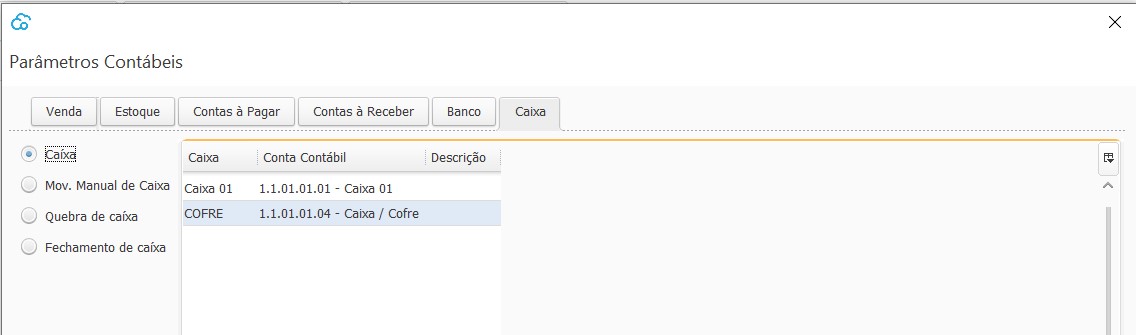 Parâmetros Contábeis
Venda Estoque Contas à Pagar Contas à Receber Banco Caixa
Caíxa
Mov. Manual de Caixa
Quebra de caíxa
Fechamento de caíxa
Caixa Conta Contábil Descrição
Caixa 01 1.1.01.01.01 - Caixa 01
COFRE 1.1.01.01.04 - Caixa / Cofre